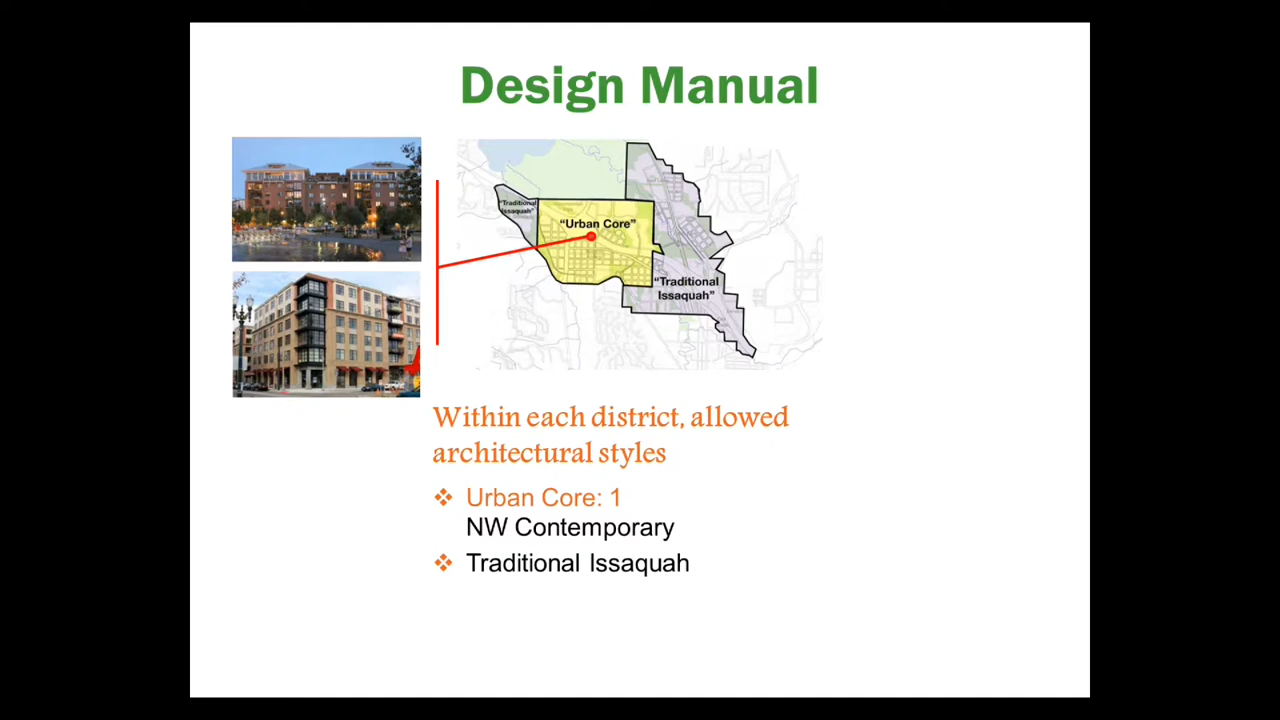 Design Manual
"Traditional
Issaquah"
“Urban Core”
“Traditional
Issaquah”
Within each district, allowed
architectural styles
❖ Urban Core: 1
NW Contemporary
❖ Traditional Issaquah